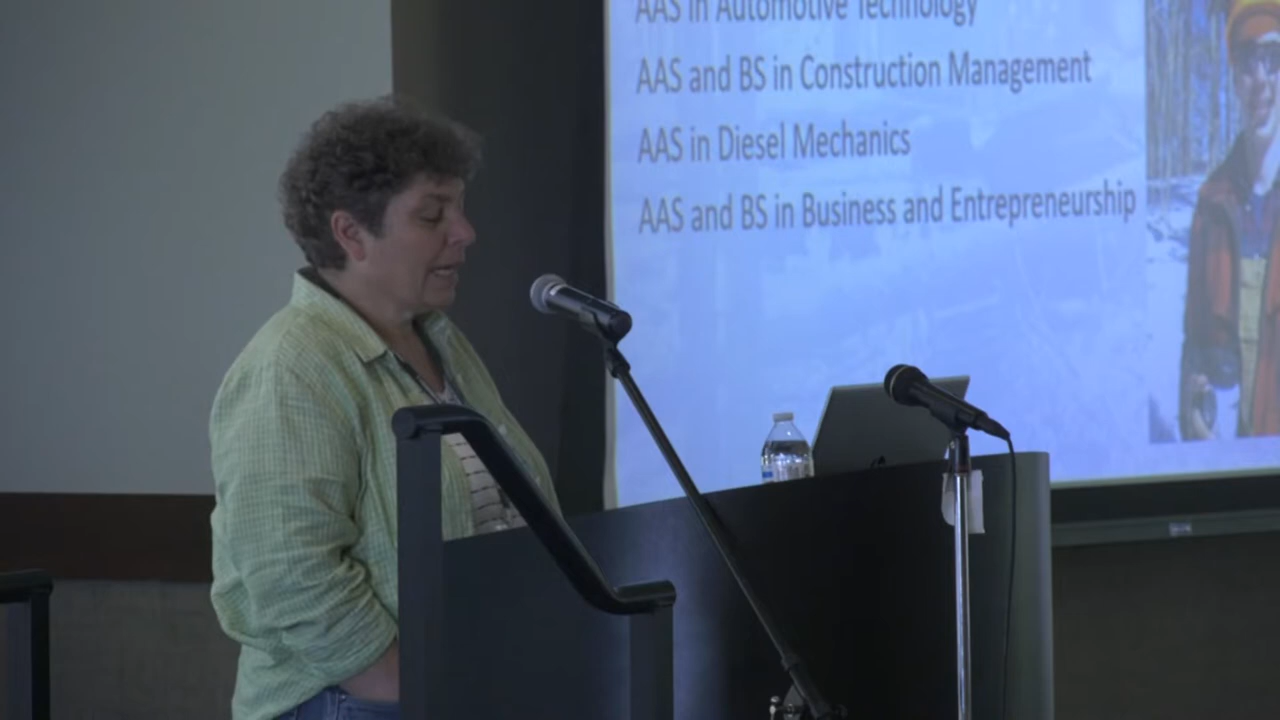 AAS in Automotive Technology
AAS and BS in Construction Management
AAS in Diesel Mechanics
AAS and BS in Business and Entrepreneurship